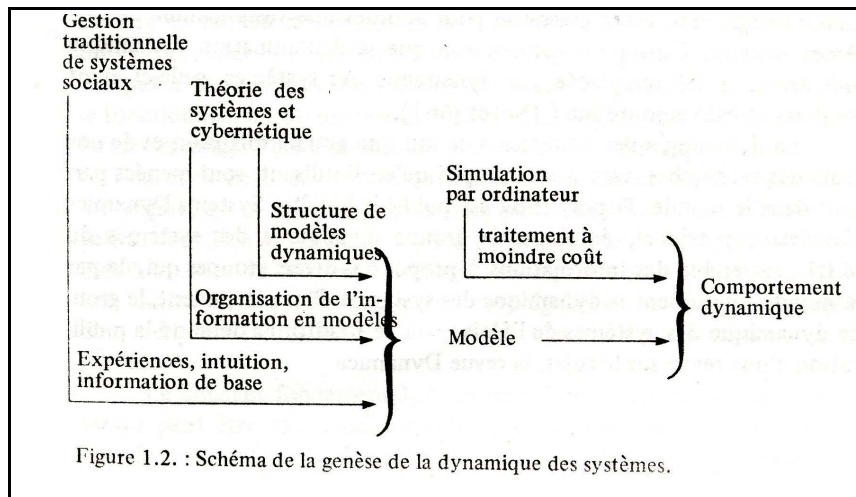 Gestion
traditionnelle
de systèmes
sociaux
Théorie des
systèmes et
cybernétique
Structure de
modèles
dynamiques
Organisation de l'in-
formation en modèles
Expériences, intuition,
information de base
Simulation
par ordinateur
traitement à
moindre coût
Modèle
Comportement
dynamique
Figure 1.2. : Schéma de la genèse de la dynamique des systèmes.